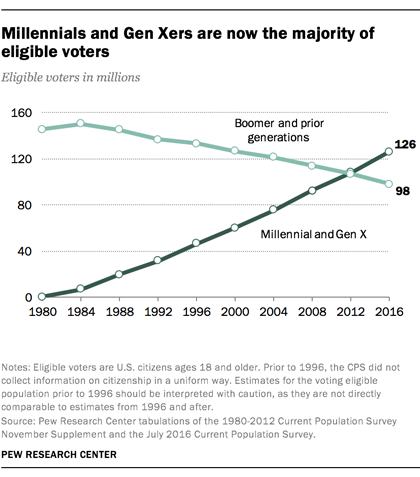 Millennials and Gen Xers are now the majority of
eligible voters
Eligible voters in millions
160
120
80
40
0
Boomer and prior
generations
126
98
Millennial and Gen X
1980 1984 1988 1992 1996 2000 2004 2008 2012 2016
Notes: Eligible voters are U.S. citizens ages 18 and older. Prior to 1996, the CPS did
not collect information on citizenship in a uniform way. Estimates for the voting eligible
population prior to 1996 should be interpreted with caution, as they are not directly
comparable to estimates from 1996 and after.
Source: Pew Research Center tabulations of the 1980-2012 Current Population Survey
November Supplement and the July 2016 Current Population Survey.
PEW RESEARCH CENTER